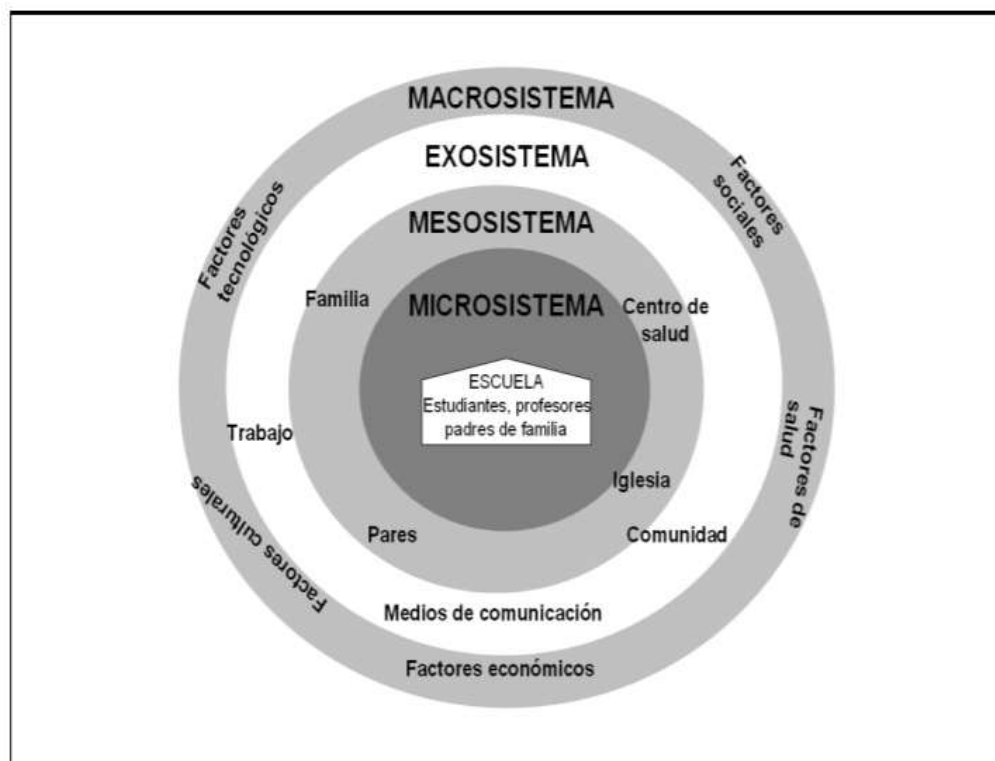 MACROSISTEMA
EXOSISTEMA
MESOSISTEMA
MICROSISTEMA
Factores
sociales
Factores
tecnológicos
Familia
Centro de
salud
ESCUELA
Estudiantes, profesores
padres de familia
Trabajo
Factores de
salud
Iglesia
Factores culturales
Pares
Comunidad
Medios de comunicación
Factores económicos